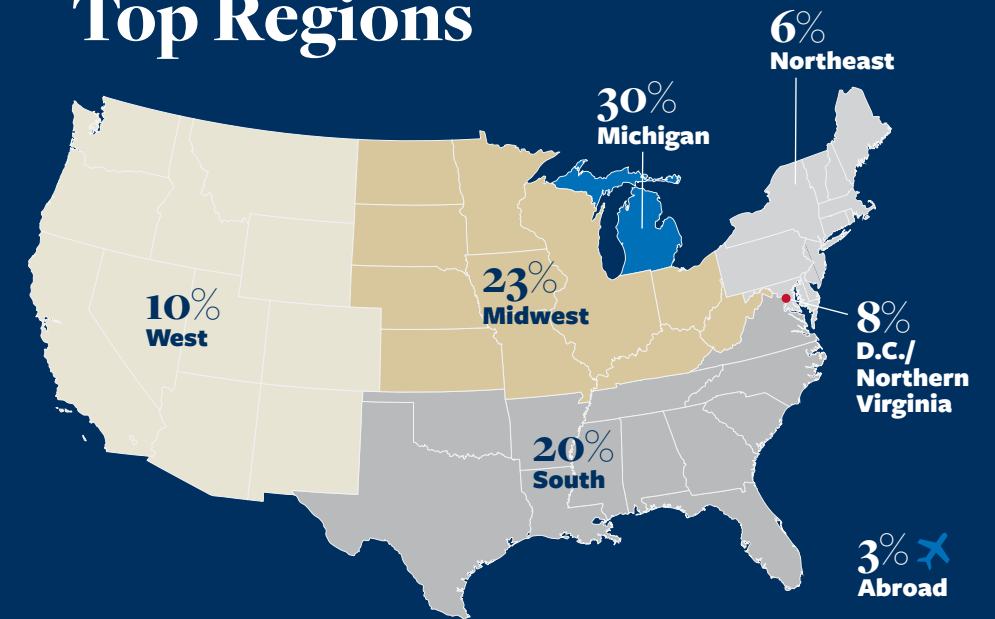 Top Regions
6%
Northeast
30%
Michigan
23%
Midwest
10%
West
8%
D.C./
Northern
Virginia
20%
South
3%
Abroad